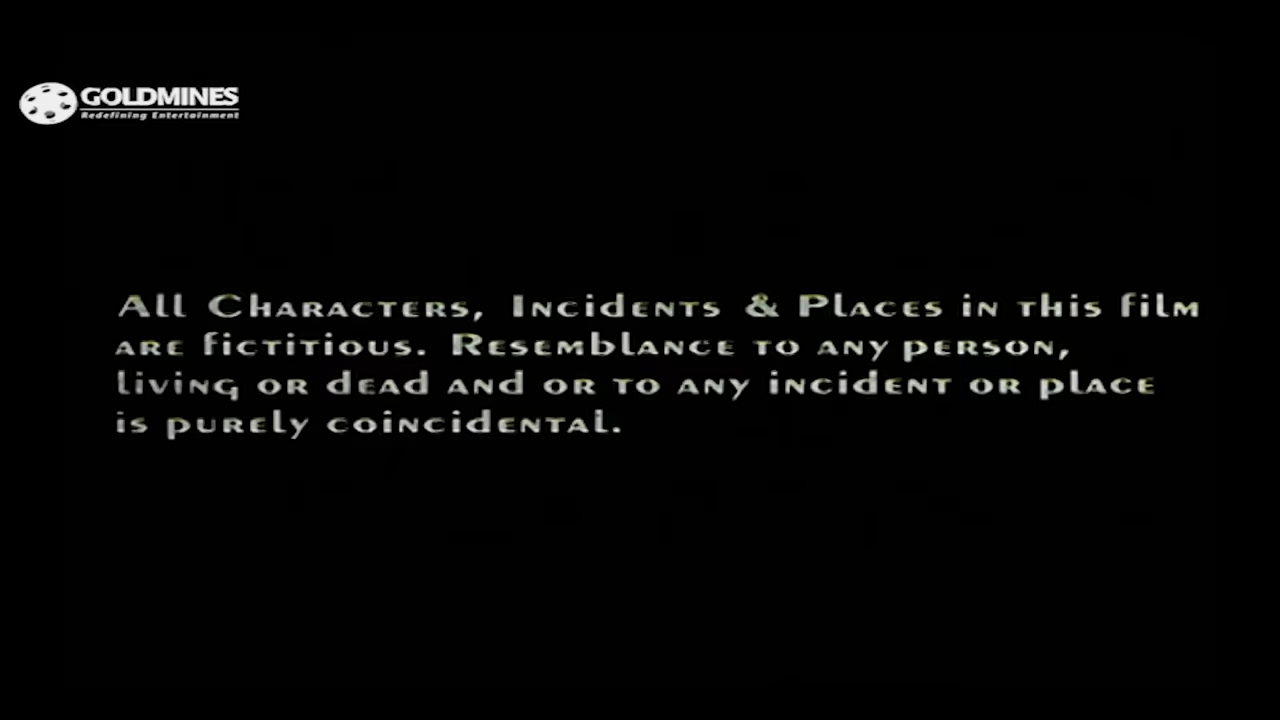 GOLDMINES
Redefining Entertainment
All Characters, Incidents & Places in this film
are fictitious. Resemblance to any person,
living or dead and or to any incident or place
is purely coincidental.